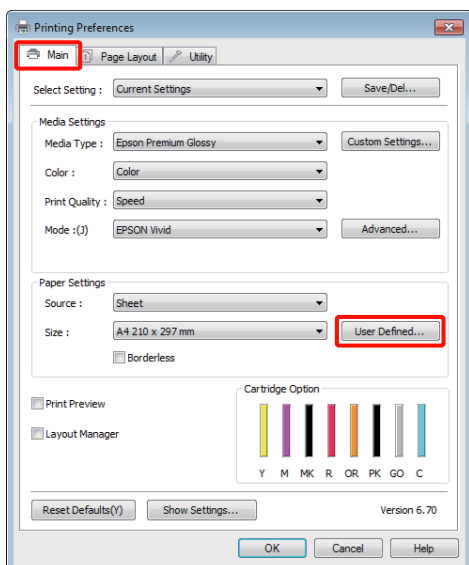 Printing Preferences
Main Page Layout Utility
Select Setting : Current Settings Save/Del...
Media Settings
Media Type : Epson Premium Glossy Custom Settings...
Color : Color
Print Quality : Speed
Mode :(J) EPSON Vivid Advanced...
Paper Settings
Source : Sheet
Size : A4 210 x 297 mm User Defined...
Borderless
Cartridge Option
Print Preview
Layout Manager
Y M MK R OR PK GO C
Reset Defaults(Y) Show Settings... Version 6.70
OK Cancel Help